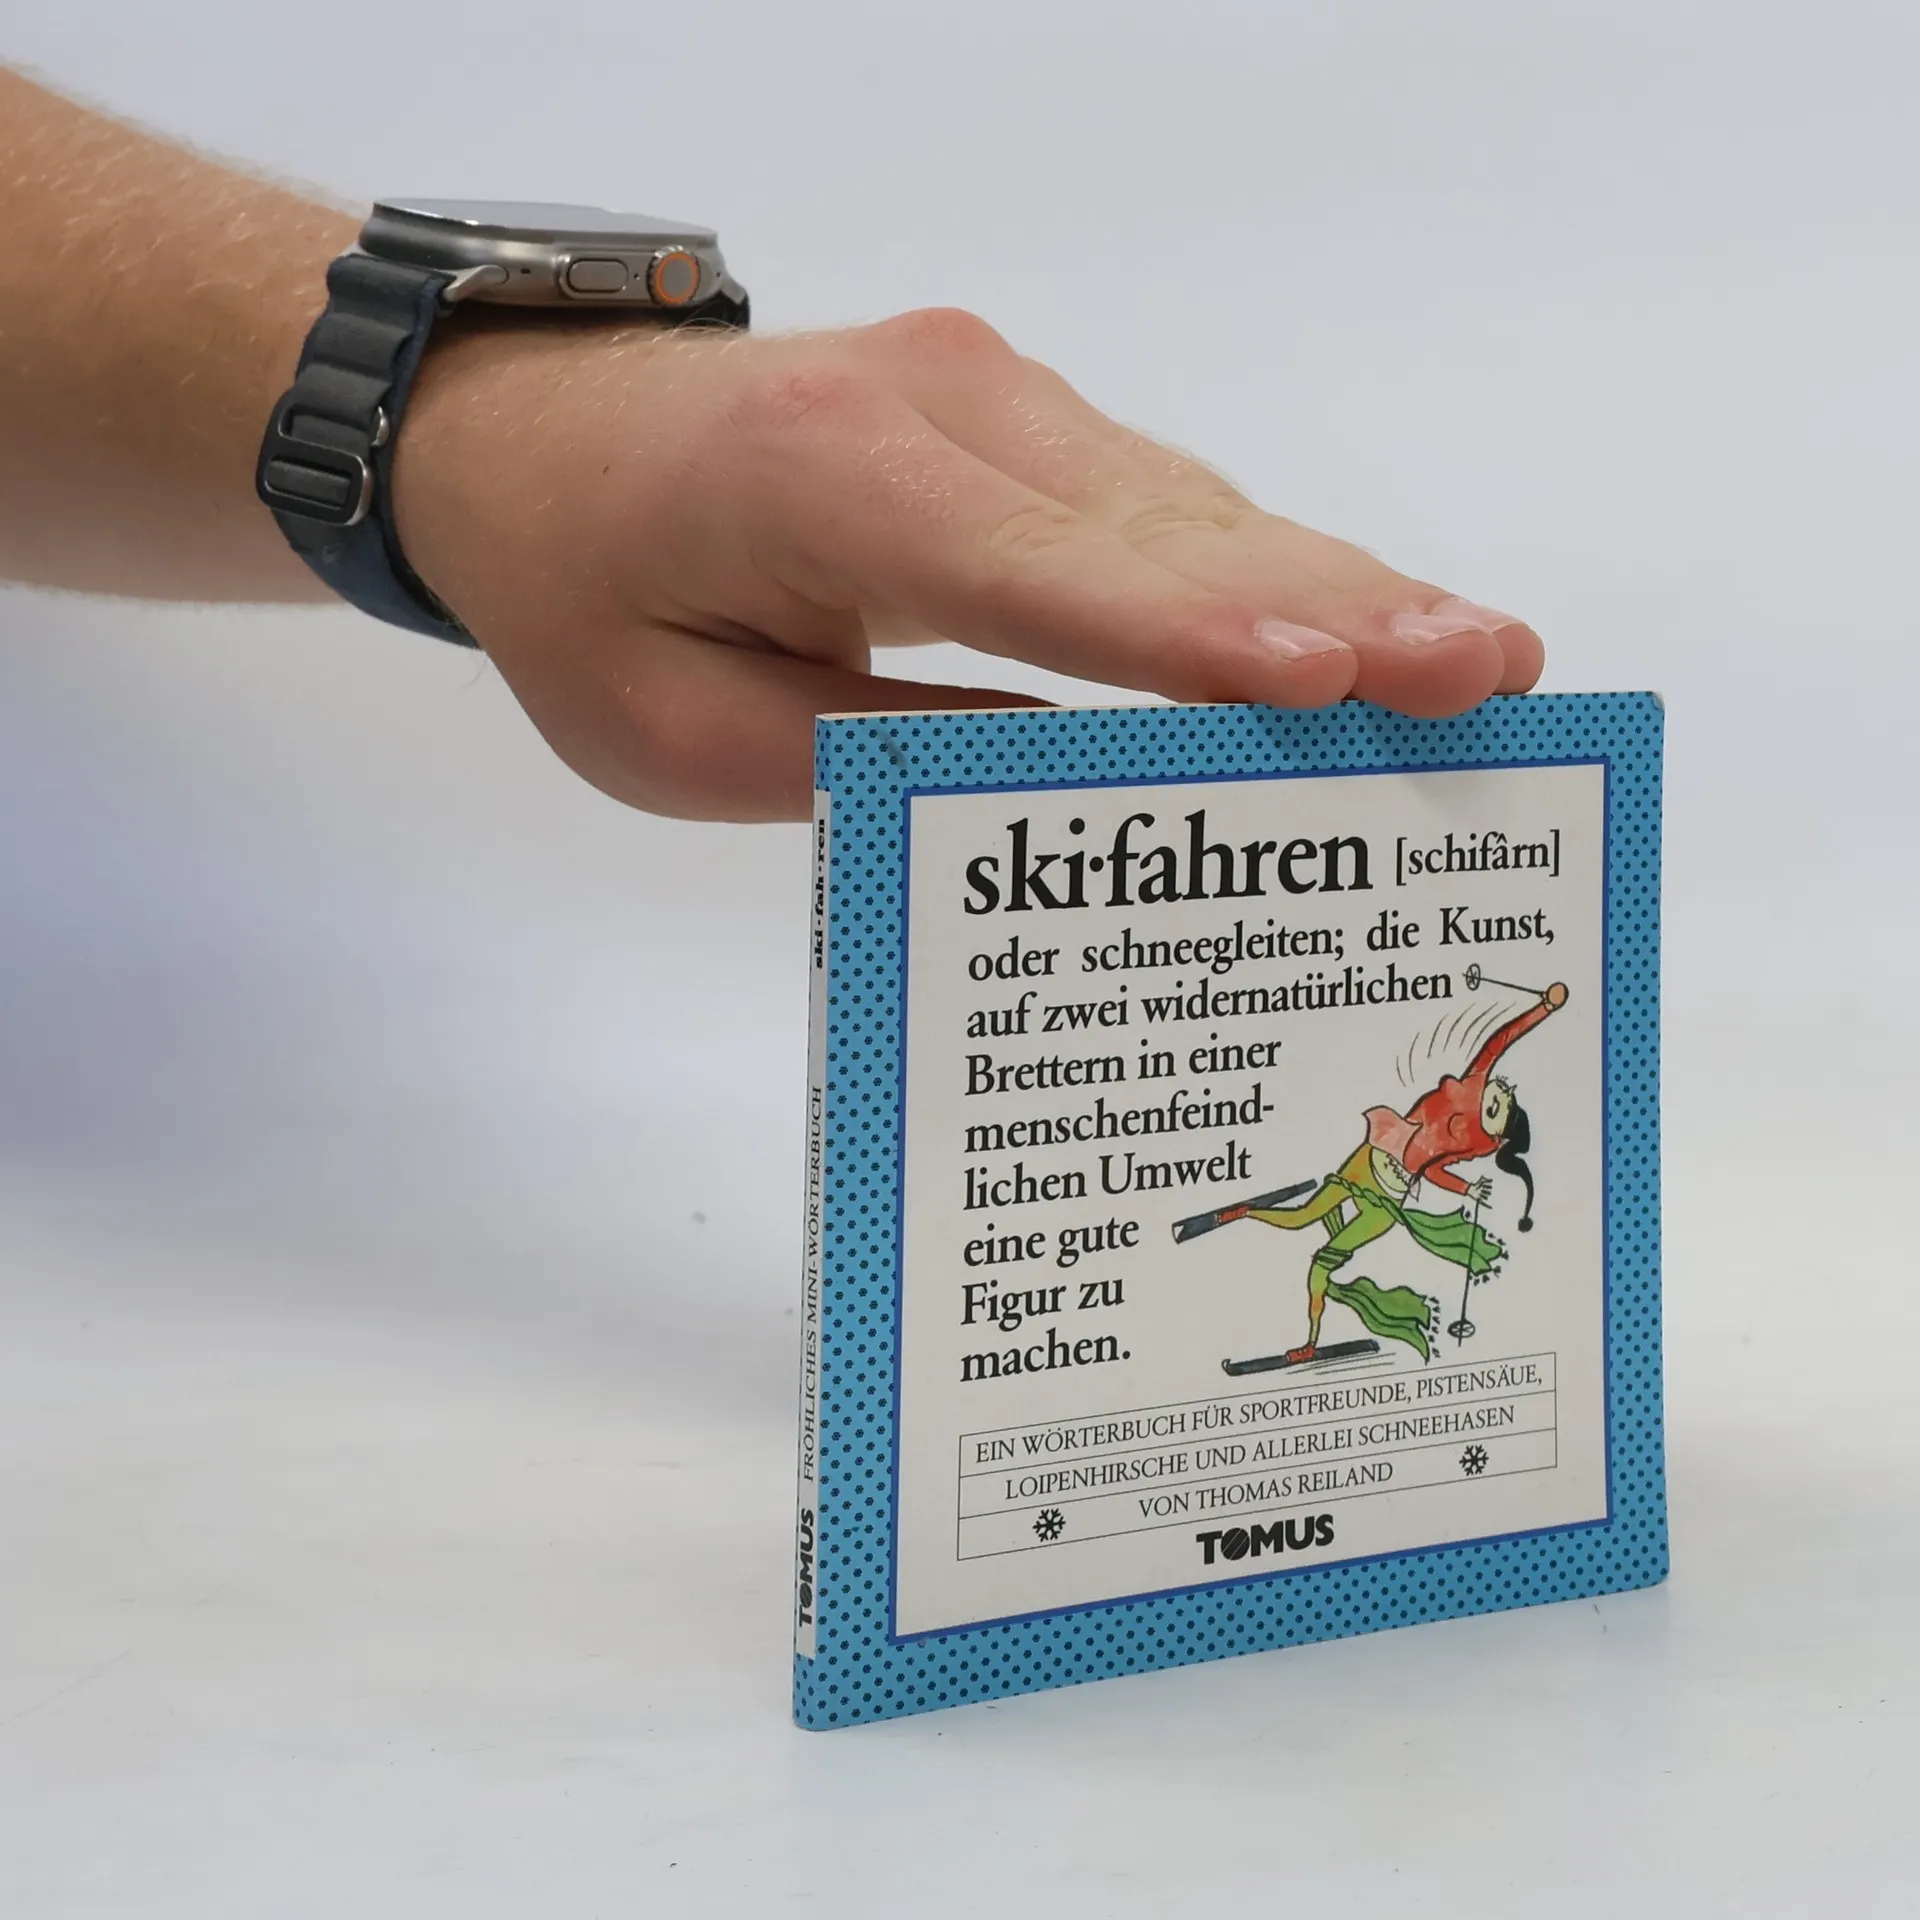 ski·fahren [schifârn]
oder schneegleiten; die Kunst,
auf zwei widernatürlichen
Brettern in einer
menschenfeind-
lichen Umwelt
eine gute
Figur zu
machen.
EIN WÖRTERBUCH FÜR SPORTFREUNDE, PISTENSÄUE,
LOIPENHIRSCHE UND ALLERLEI SCHNEEHASEN
VON THOMAS REILAND
TOMUS
ski·fah·ren
FRÖHLICHES MINI-WÖRTERBUCH
TOMUS